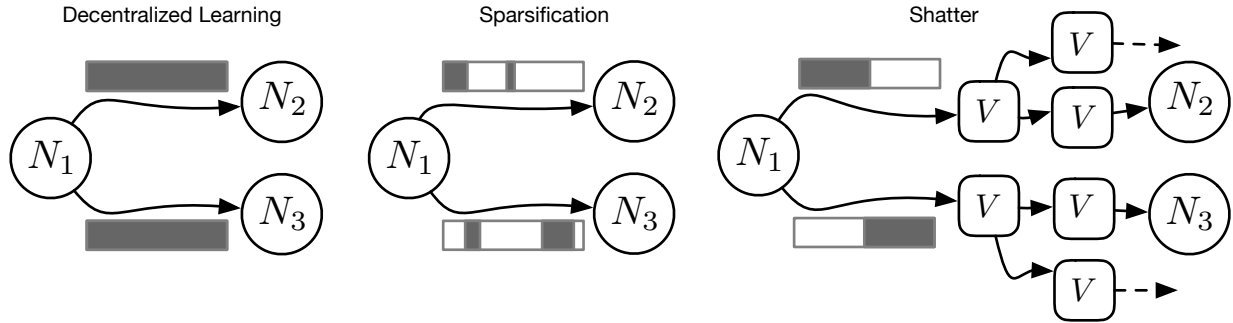 Decentralized Learning
N₁
N₂
N₃
Sparsification
N₁
N₂
N₃
Shatter
N₁
V
V
V
N₂
V
V
N₃
V